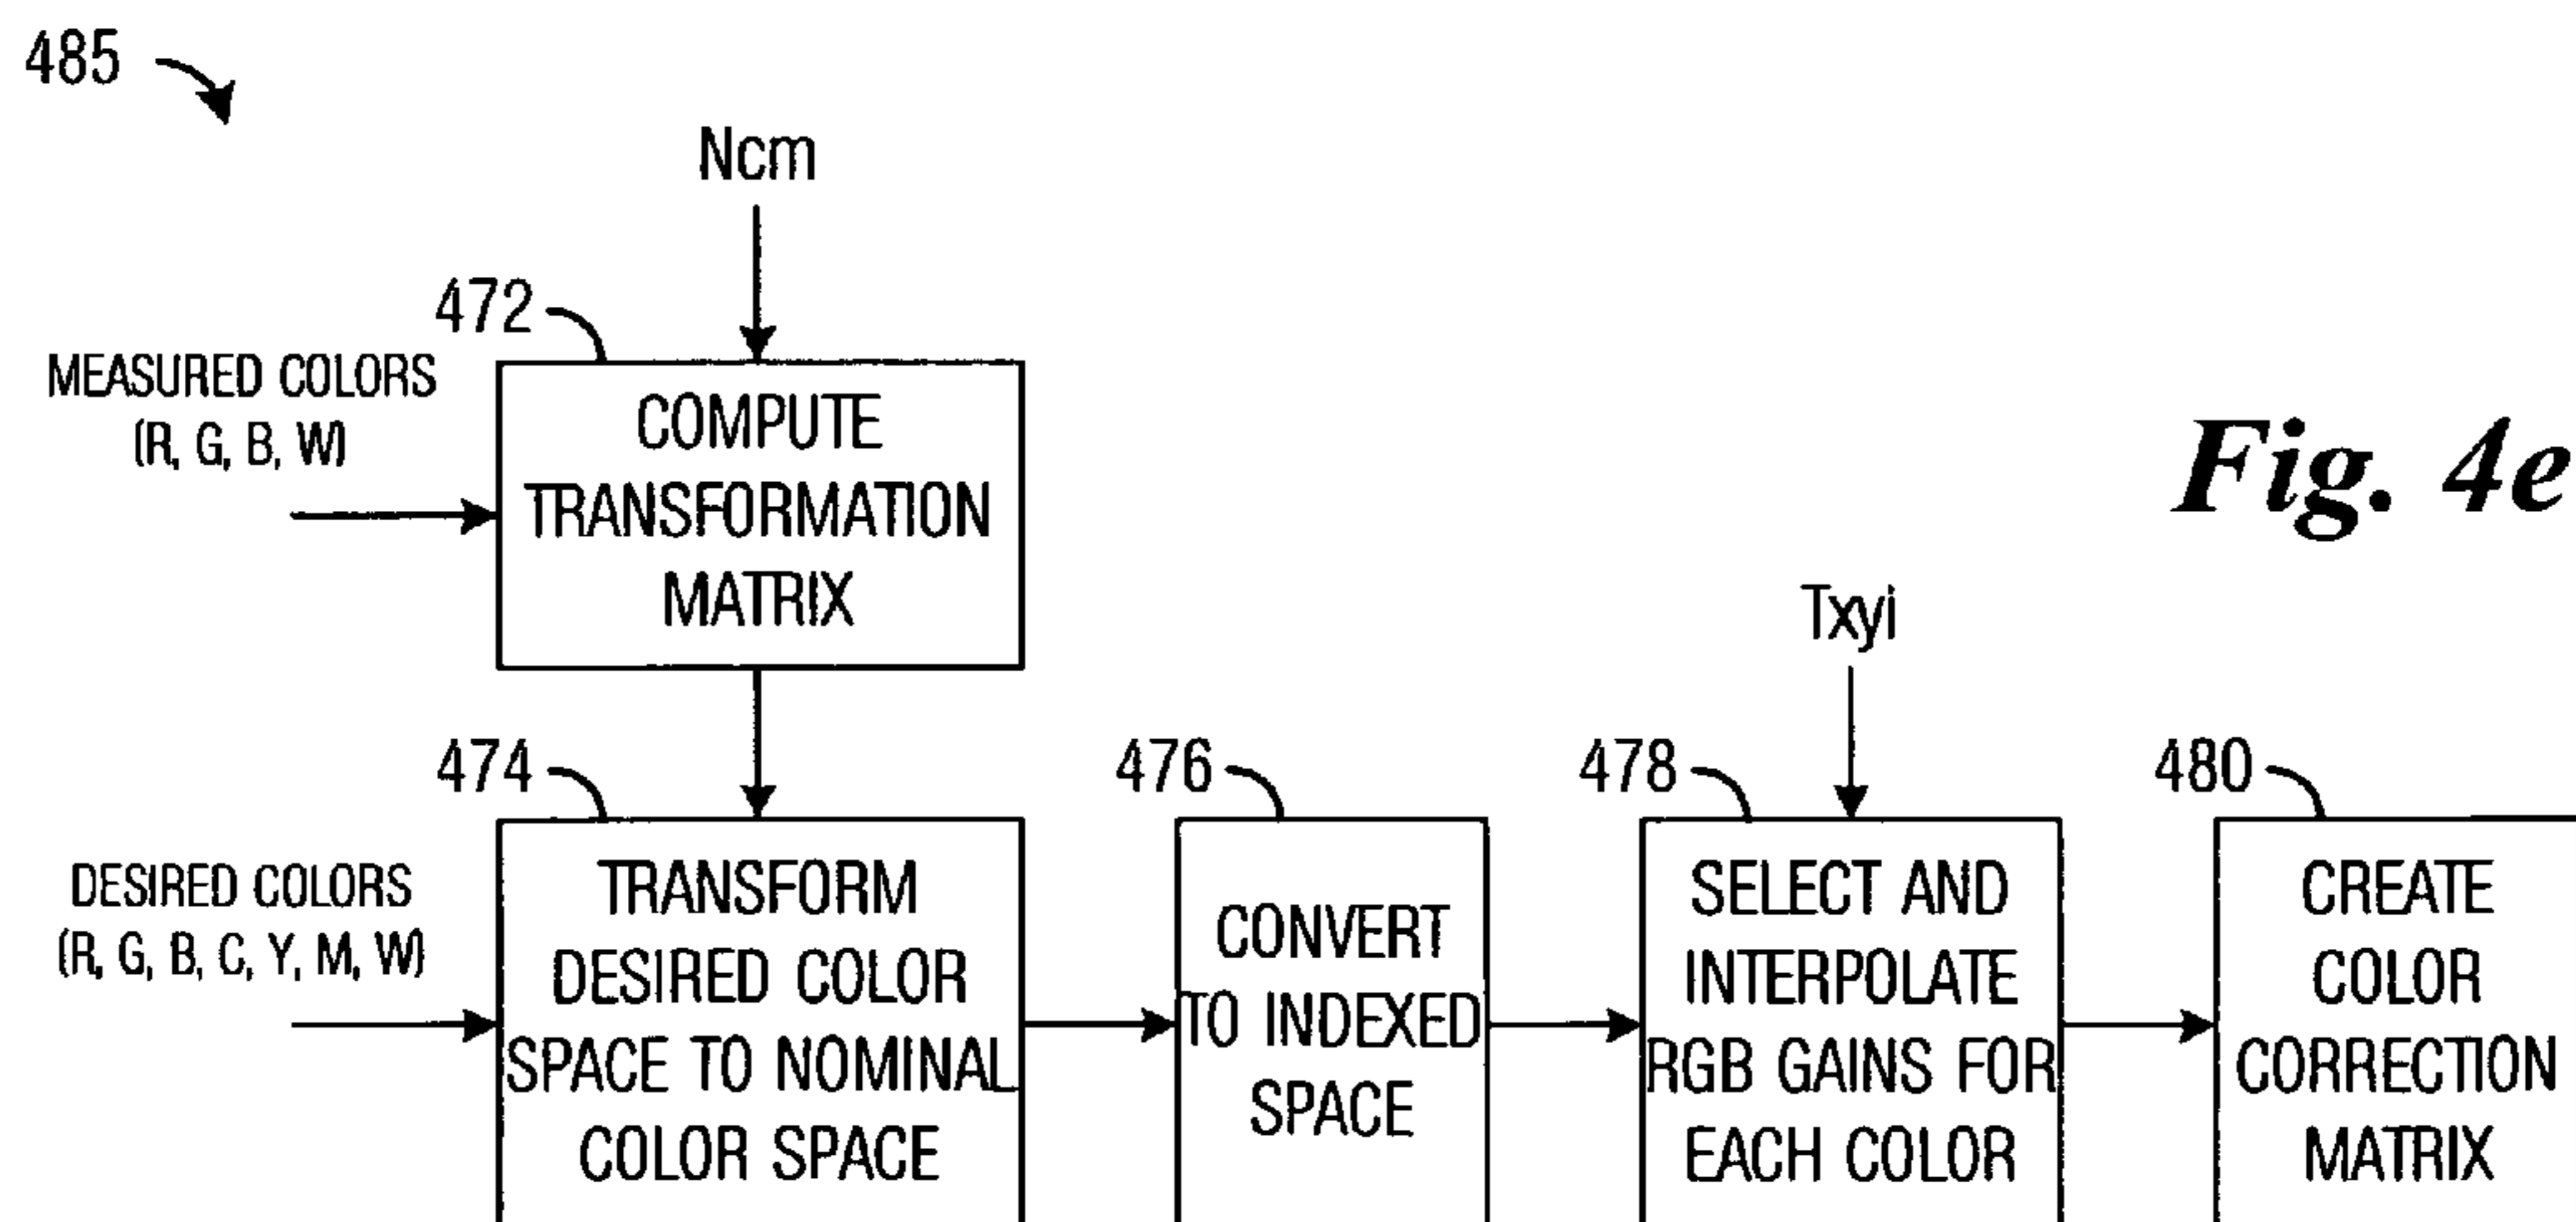 485
Ncm
472
MEASURED COLORS
(R, G, B, W)
COMPUTE
TRANSFORMATION
MATRIX
Fig. 4e
Txyi
474
476
478
480
DESIRED COLORS
(R, G, B, C, Y, M, W)
TRANSFORM
DESIRED COLOR
SPACE TO NOMINAL
COLOR SPACE
CONVERT
TO INDEXED
SPACE
SELECT AND
INTERPOLATE
RGB GAINS FOR
EACH COLOR
CREATE
COLOR
CORRECTION
MATRIX